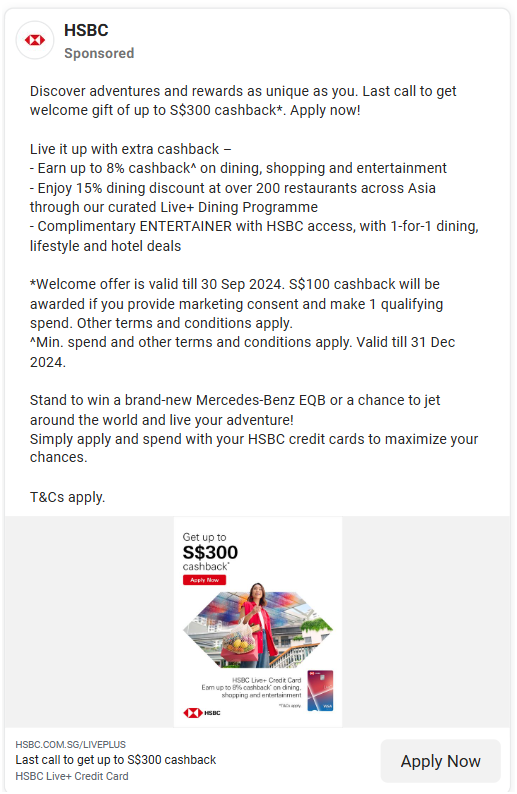 HSBC
Sponsored
Discover adventures and rewards as unique as you. Last call to get
welcome gift of up to S$300 cashback*. Apply now!
Live it up with extra cashback –
- Earn up to 8% cashback^ on dining, shopping and entertainment
- Enjoy 15% dining discount at over 200 restaurants across Asia
through our curated Live+ Dining Programme
- Complimentary ENTERTAINER with HSBC access, with 1-for-1 dining,
lifestyle and hotel deals
*Welcome offer is valid till 30 Sep 2024. S$100 cashback will be
awarded if you provide marketing consent and make 1 qualifying
spend. Other terms and conditions apply.
^Min. spend and other terms and conditions apply. Valid till 31 Dec
2024.
Stand to win a brand-new Mercedes-Benz EQB or a chance to jet
around the world and live your adventure!
Simply apply and spend with your HSBC credit cards to maximize your
chances.
T&Cs apply.
Get up to
S$300
cashback*
Apply Now
HSBC Live+ Credit Card
Earn up to 8% cashback^ on dining,
shopping and entertainment
*T&Cs apply
VISA
HSBC
HSBC.COM.SG/LIVEPLUS
Last call to get up to S$300 cashback
HSBC Live+ Credit Card
Apply Now